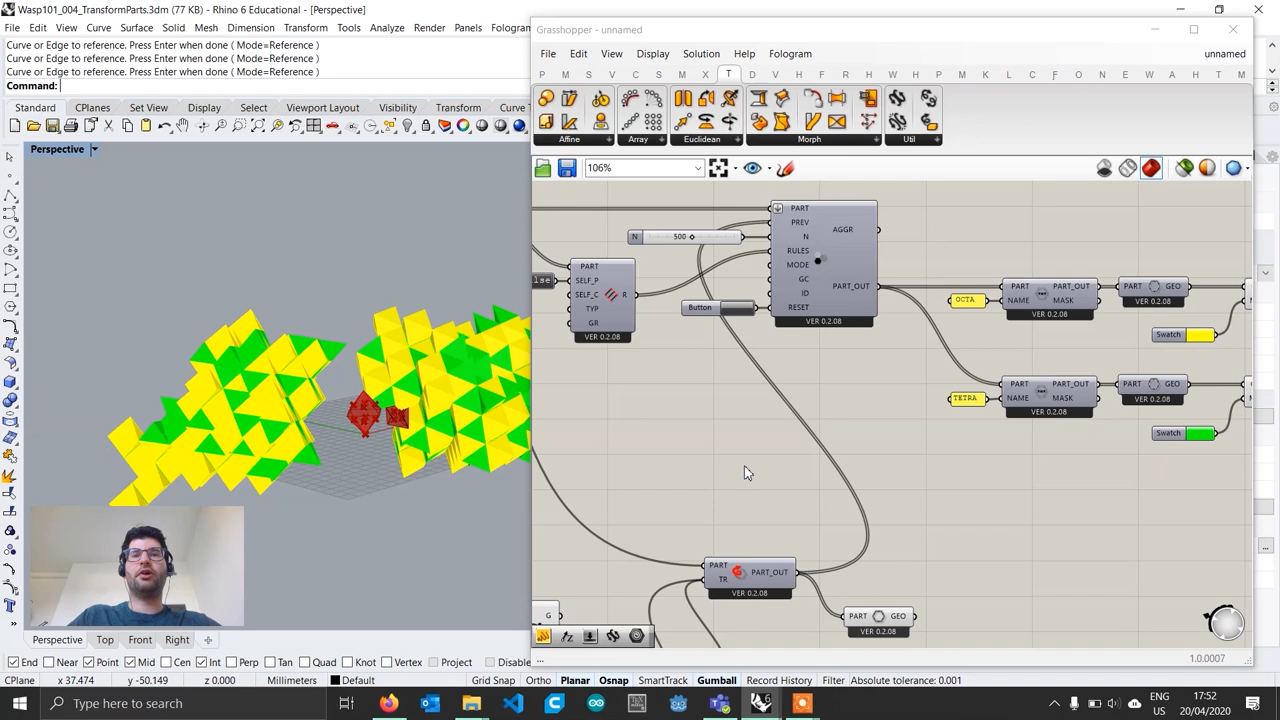 Wasp101_004_TransformParts.3dm (77 KB) - Rhino 6 Educational - [Perspective]
File Edit View Curve Surface Solid Mesh Dimension Transform Tools Analyze Render Panels Fologram
Curve or Edge to reference. Press Enter when done ( Mode=Reference )
Curve or Edge to reference. Press Enter when done ( Mode=Reference )
Curve or Edge to reference. Press Enter when done ( Mode=Reference )
Command:
Standard CPlanes Set View Display Select Viewport Layout Visibility Transform Curve T
Perspective
Grasshopper - unnamed
File Edit View Display Solution Help Fologram unnamed
P M S V C S M X T D V F R H W K M K L C F D N E W A H T M
Affine Array Euclidean Morph Util
106%
PART
PREV
N
RULES
MODE
GC
ID
RESET
AGGR
PART_OUT
VER 0.2.08
N 500
PART
SELF_P
SELF_C
TYP
GR
R
VER 0.2.08
lse
Button
OCTA
PART PART_OUT
NAME MASK
VER 0.2.08
PART GEO
VER 0.2.08
Swatch
TETRA
PART PART_OUT
NAME MASK
VER 0.2.08
PART GEO
VER 0.2.08
Swatch
PART
TR
PART_OUT
VER 0.2.08
PART GEO
VER 0.2.08
G
...
1.0.0007
Perspective Top Front Right
End Near Point Mid Cen Int Perp Tan Quad Knot Vertex Project Disable
CPlane x 37.474 y -50.149 z 0.000 Millimeters Default Grid Snap Ortho Planar Osnap SmartTrack Gumball Record History Filter Absolute tolerance: 0.001
Type here to search
ENG
17:52
20/04/2020